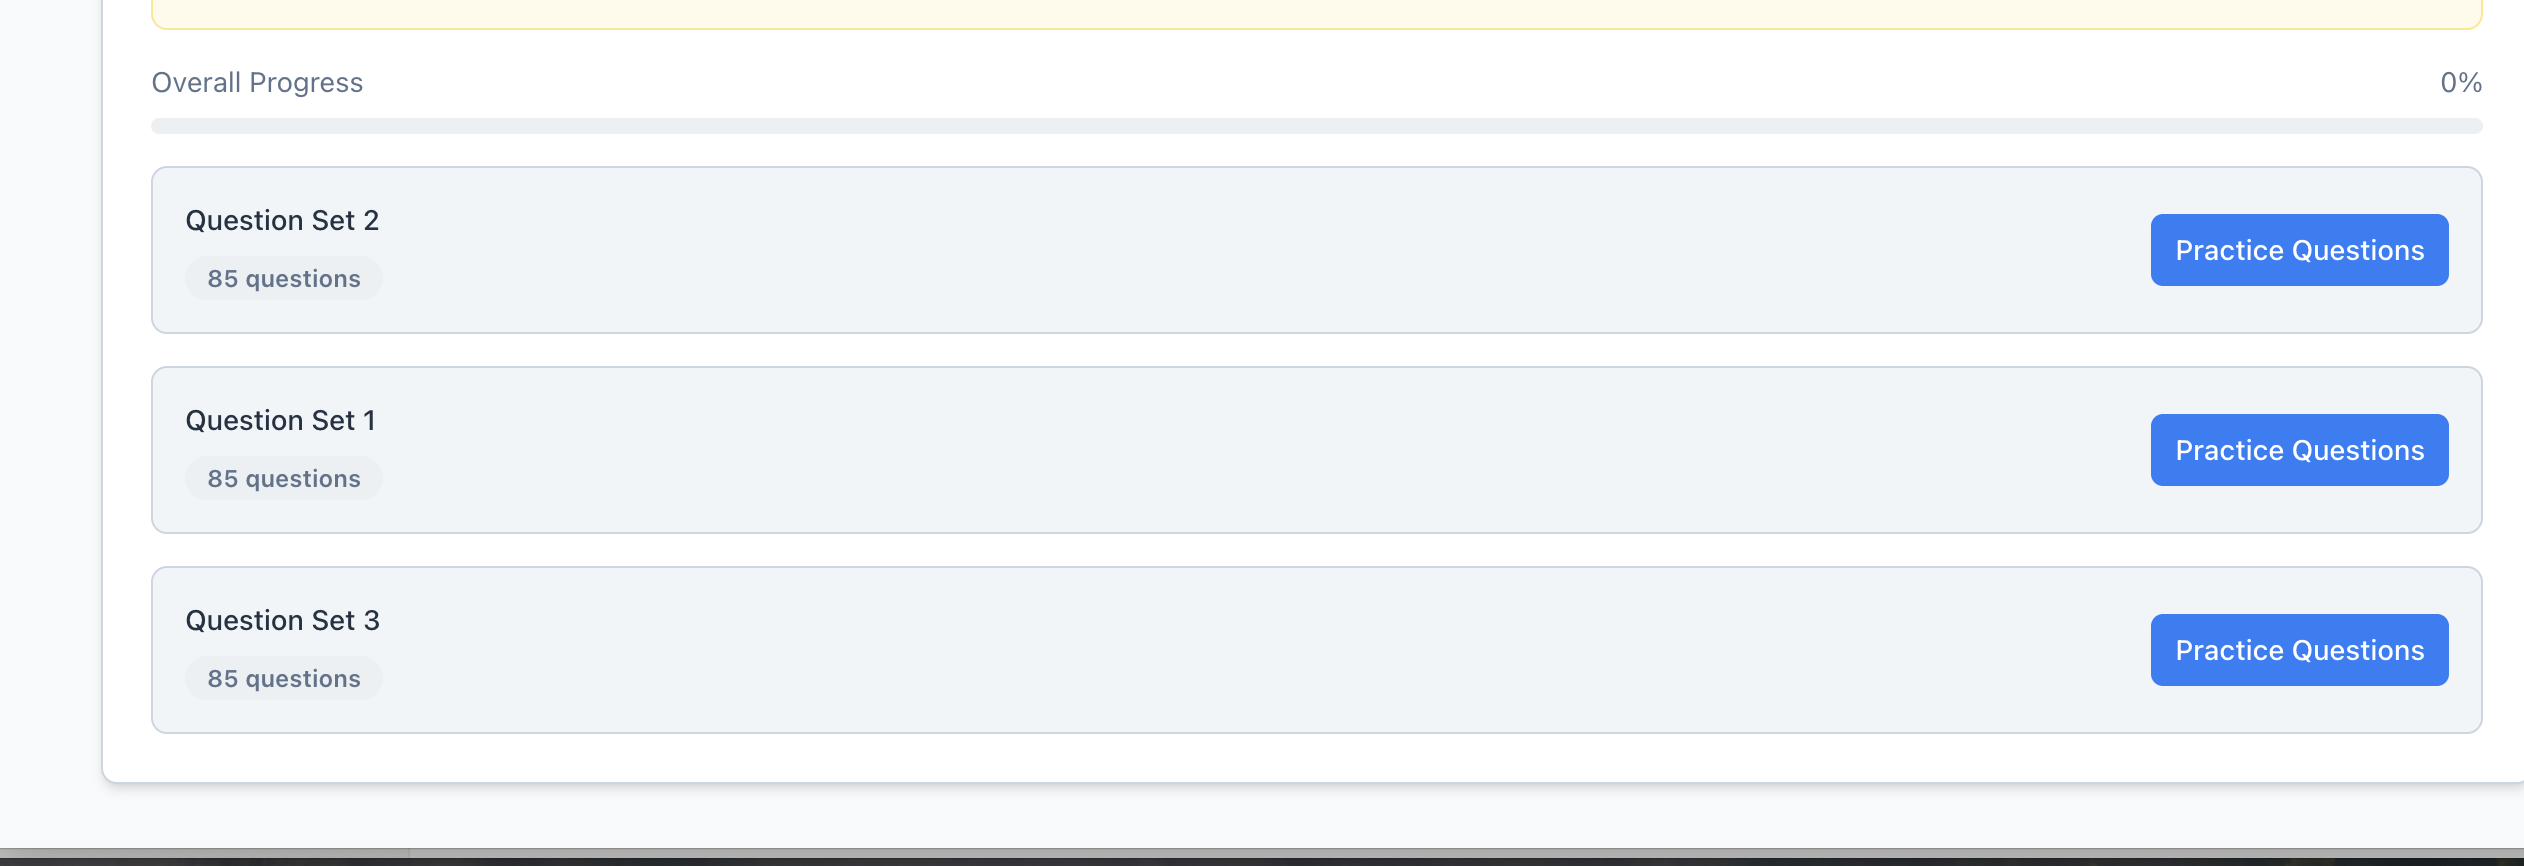 Overall Progress 0%
Question Set 2
85 questions
Practice Questions
Question Set 1
85 questions
Practice Questions
Question Set 3
85 questions
Practice Questions